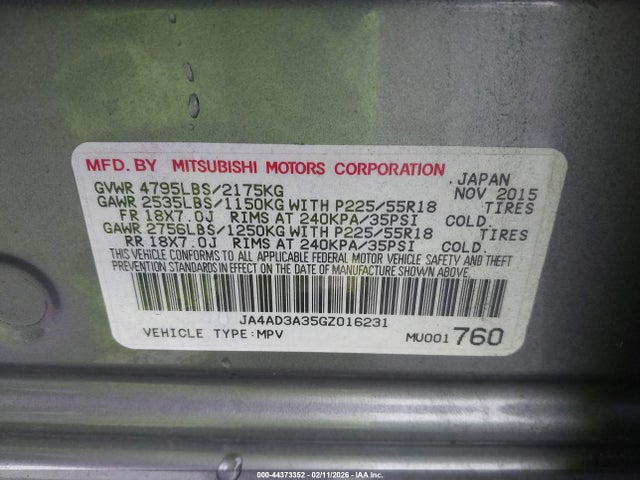 MFD. BY MITSUBISHI MOTORS CORPORATION JAPAN
GVWR 4795LBS/2175KG NOV 2015
GAWR 2535LBS/1150KG WITH P225/55R18 TIRES
FR 18X7.0J RIMS AT 240KPA/35PSI COLD.
GAWR 2756LBS/1250KG WITH P225/55R18 TIRES
RR 18X7.0J RIMS AT 240KPA/35PSI COLD.
THIS VEHICLE CONFORMS TO ALL APPLICABLE FEDERAL MOTOR VEHICLE SAFETY AND THEFT
PREVENTION STANDARDS IN EFFECT ON THE DATE OF MANUFACTURE SHOWN ABOVE.
JA4AD3A35GZ016231
VEHICLE TYPE:MPV MU001760
000-44373352 - 02/11/2026 - © IAA, Inc.